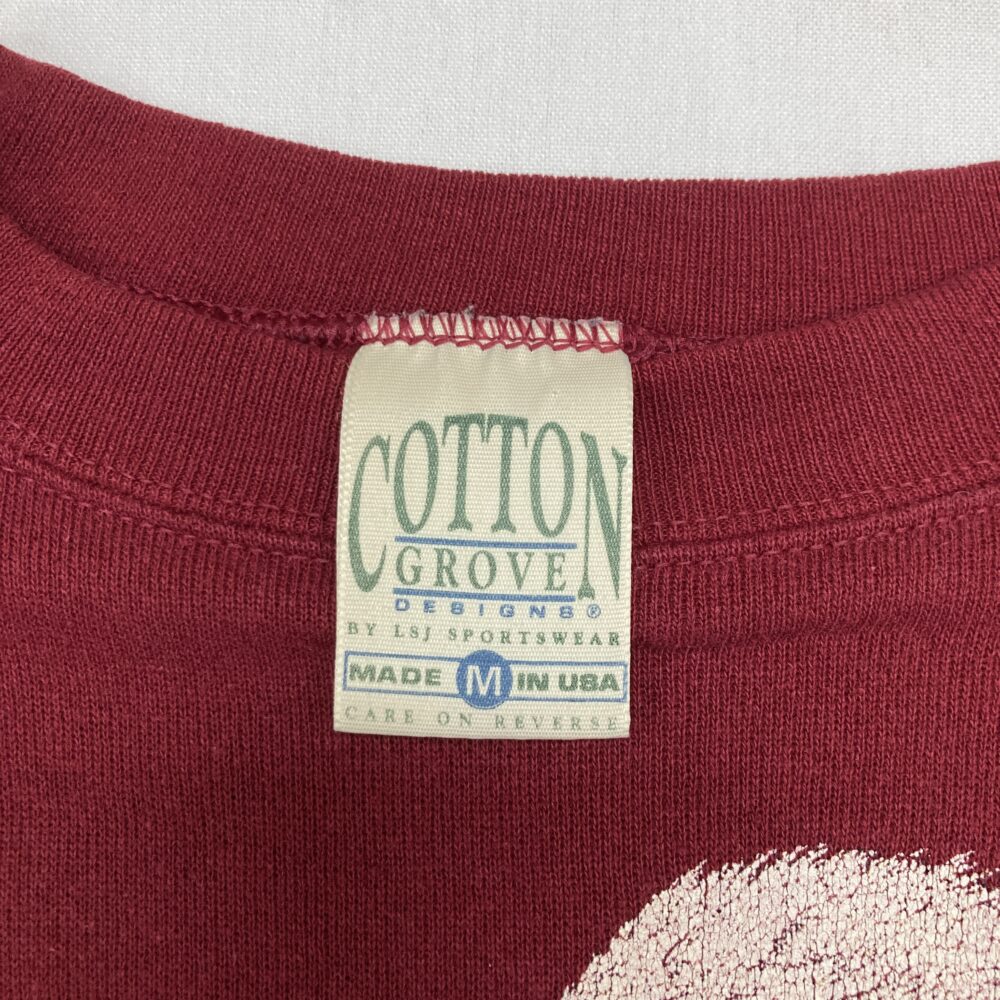 COTTON
GROVE
DESIGNS®
BY LSJ SPORTSWEAR
MADE M IN USA
CARE ON REVERSE